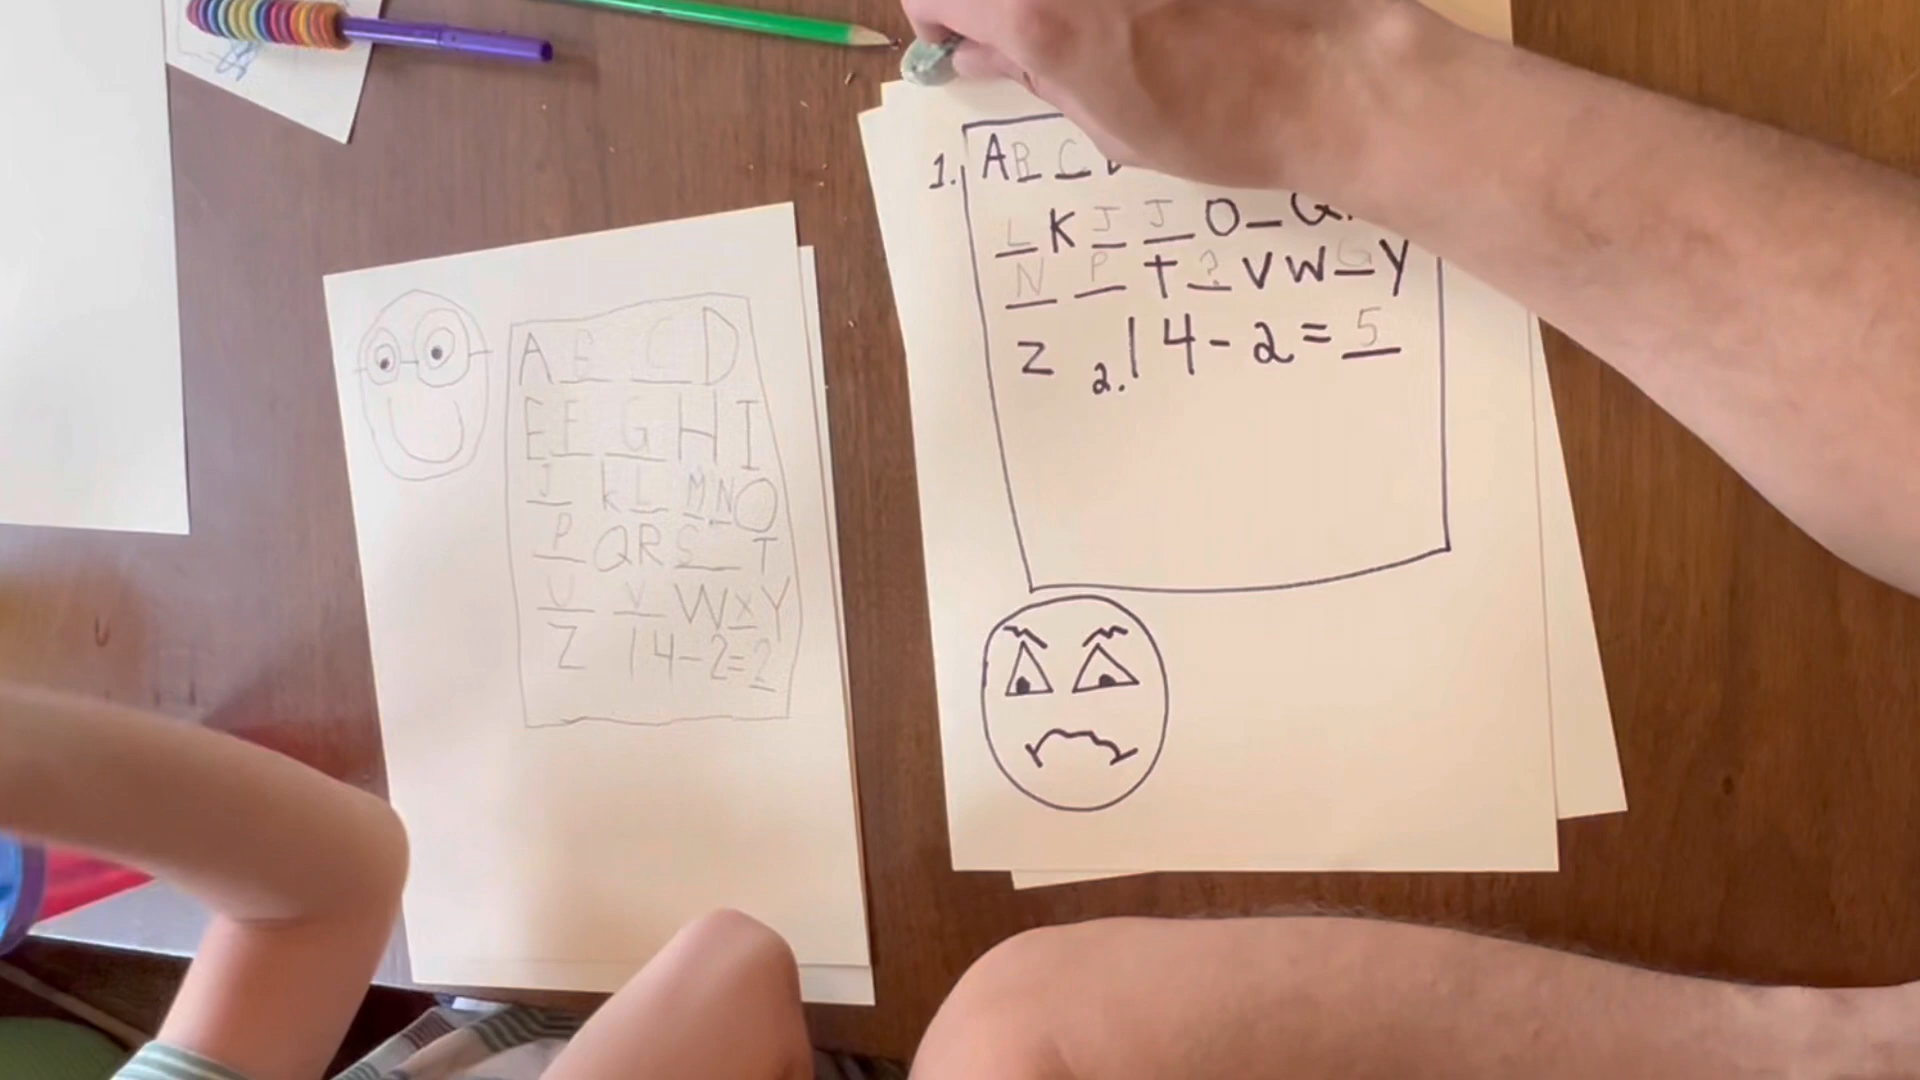 A B C D
E F G H I
J K L M N O
P Q R S T
U V W X Y
Z 14-2=2
1. A B C
L K J J O _ Q
N P T ? V W G Y
Z 2. 14-2=5